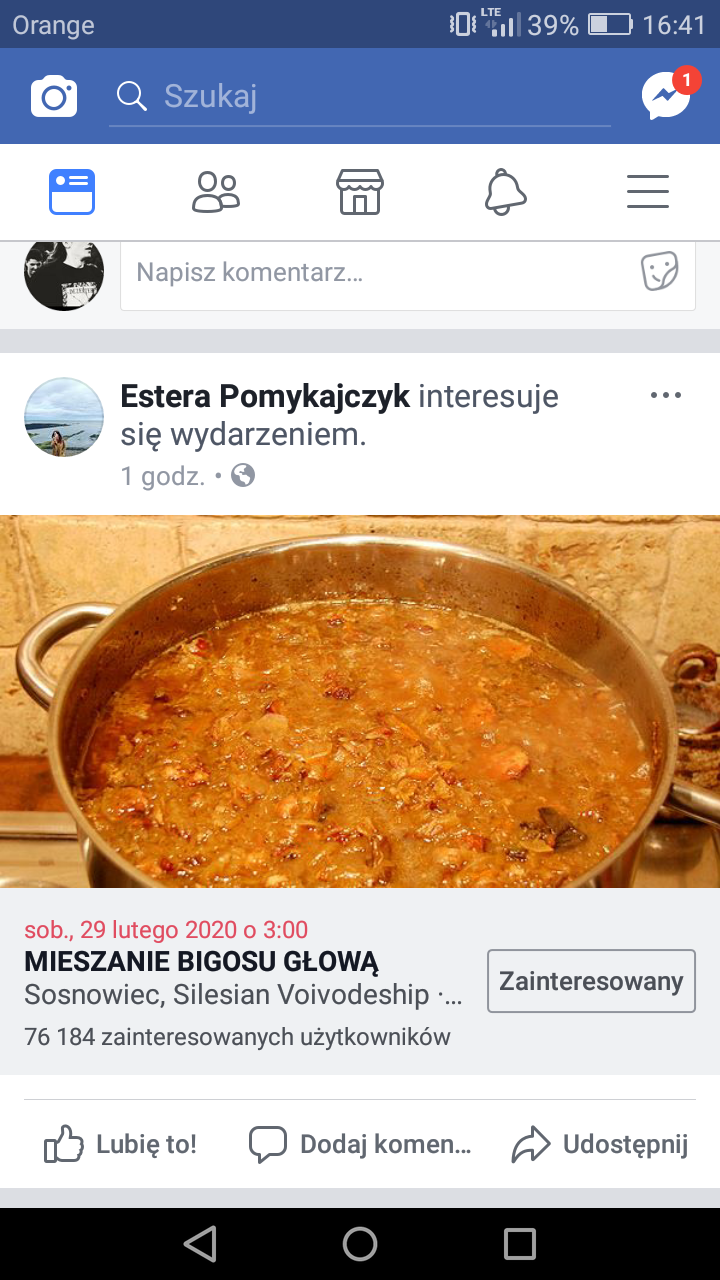 Orange
LTE
39%
16:41
Szukaj
1
Napisz komentarz...
Estera Pomykajczyk interesuje
się wydarzeniem.
1 godz. •
sob., 29 lutego 2020 o 3:00
MIESZANIE BIGOSU GŁOWĄ
Sosnowiec, Silesian Voivodeship ·...
Zainteresowany
76 184 zainteresowanych użytkowników
Lubię to!
Dodaj komen...
Udostępnij